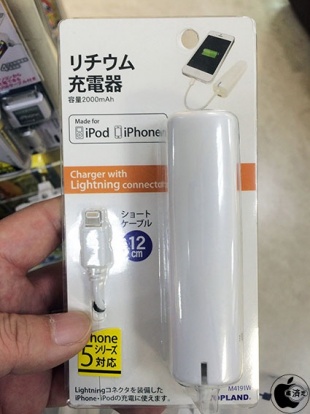 リチウム
充電器
容量2000mAh
Made for
iPod iPhone
Charger with
Lightning connector
ショート
ケーブル
12
cm
iPhone
5シリーズ
対応
Lightningコネクタを装備した
iPhone・iPodの充電に使えます。
M4191W
OPLAND